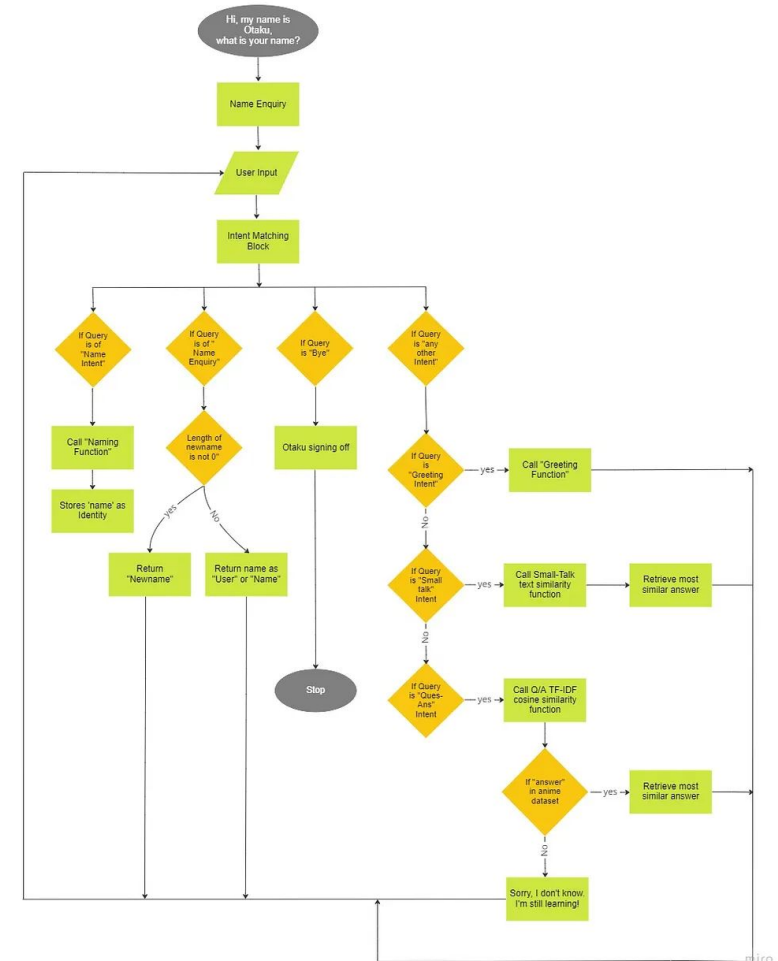 Hi, my name is
Otaku,
what is your name?
Name Enquiry
User Input
Intent Matching
Block
If Query
is of
"Name
Intent"
If Query
is of "
Name
Enquiry"
If Query
is "Bye"
If Query
is "any
other
Intent"
Call "Naming
Function"
Length of
newname
is not 0"
Otaku signing off
If Query
is
"Greeting
Intent"
yes
Call "Greeting
Function"
Stores 'name' as
Identity
yes
No
No
Return
"Newname"
Return name as
"User" or "Name"
If Query
is "Small
talk"
Intent
yes
Call Small-Talk
text similarity
function
Retrieve most
similar answer
No
Stop
If Query
is "Ques-
Ans"
Intent
yes
Call Q/A TF-IDF
cosine similarity
function
If "answer"
in anime
dataset
yes
Retrieve most
similar answer
No
Sorry, I don't know.
I'm still learning!
miro